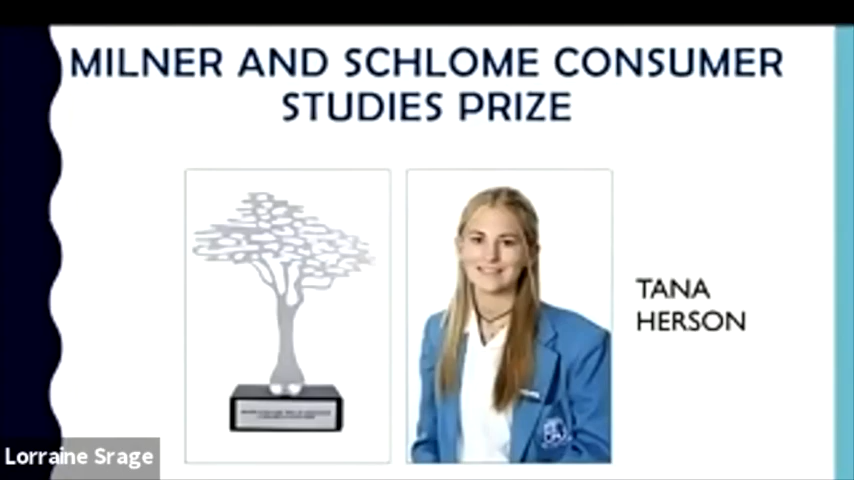 MILNER AND SCHLOME CONSUMER
STUDIES PRIZE
TANA
HERSON
Lorraine Srage